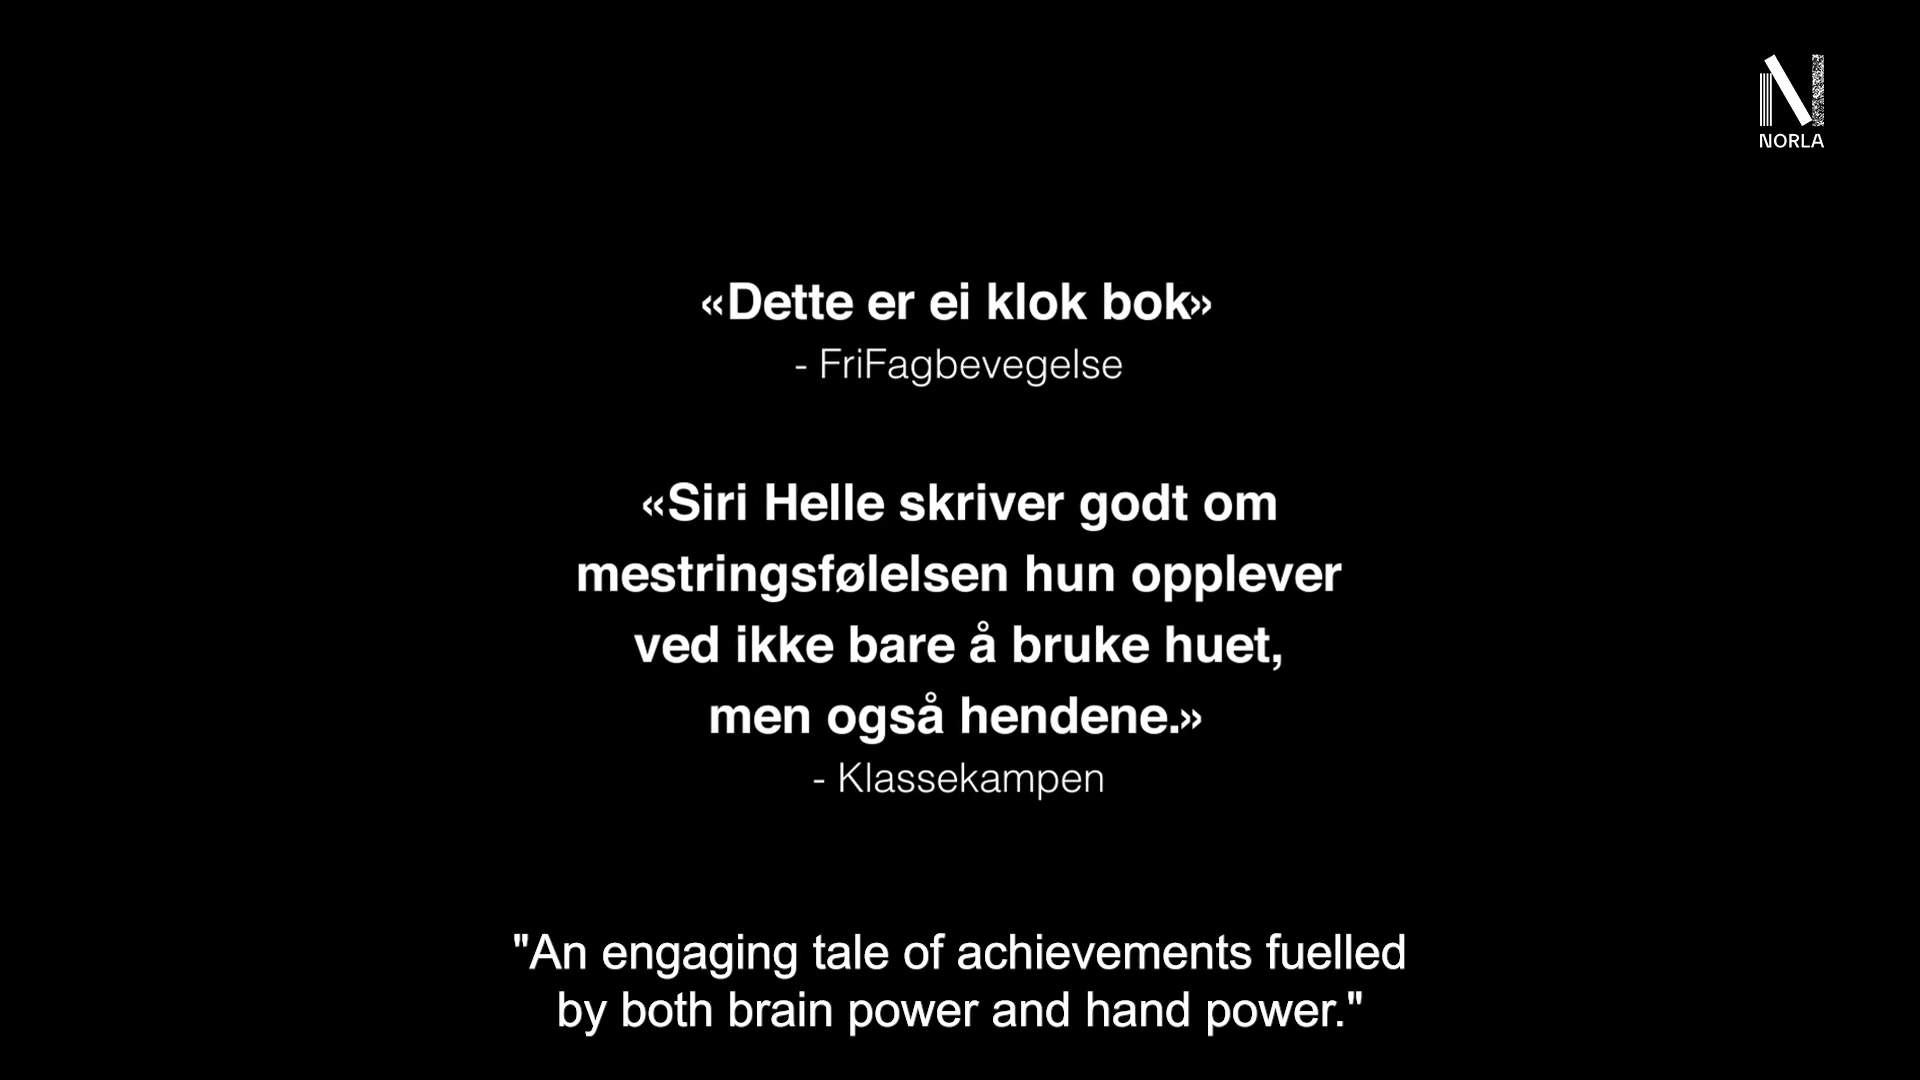 NORLA
«Dette er ei klok bok»
- FriFagbevegelse
«Siri Helle skriver godt om
mestringsfølelsen hun opplever
ved ikke bare å bruke huet,
men også hendene.»
- Klassekampen
"An engaging tale of achievements fuelled
by both brain power and hand power."